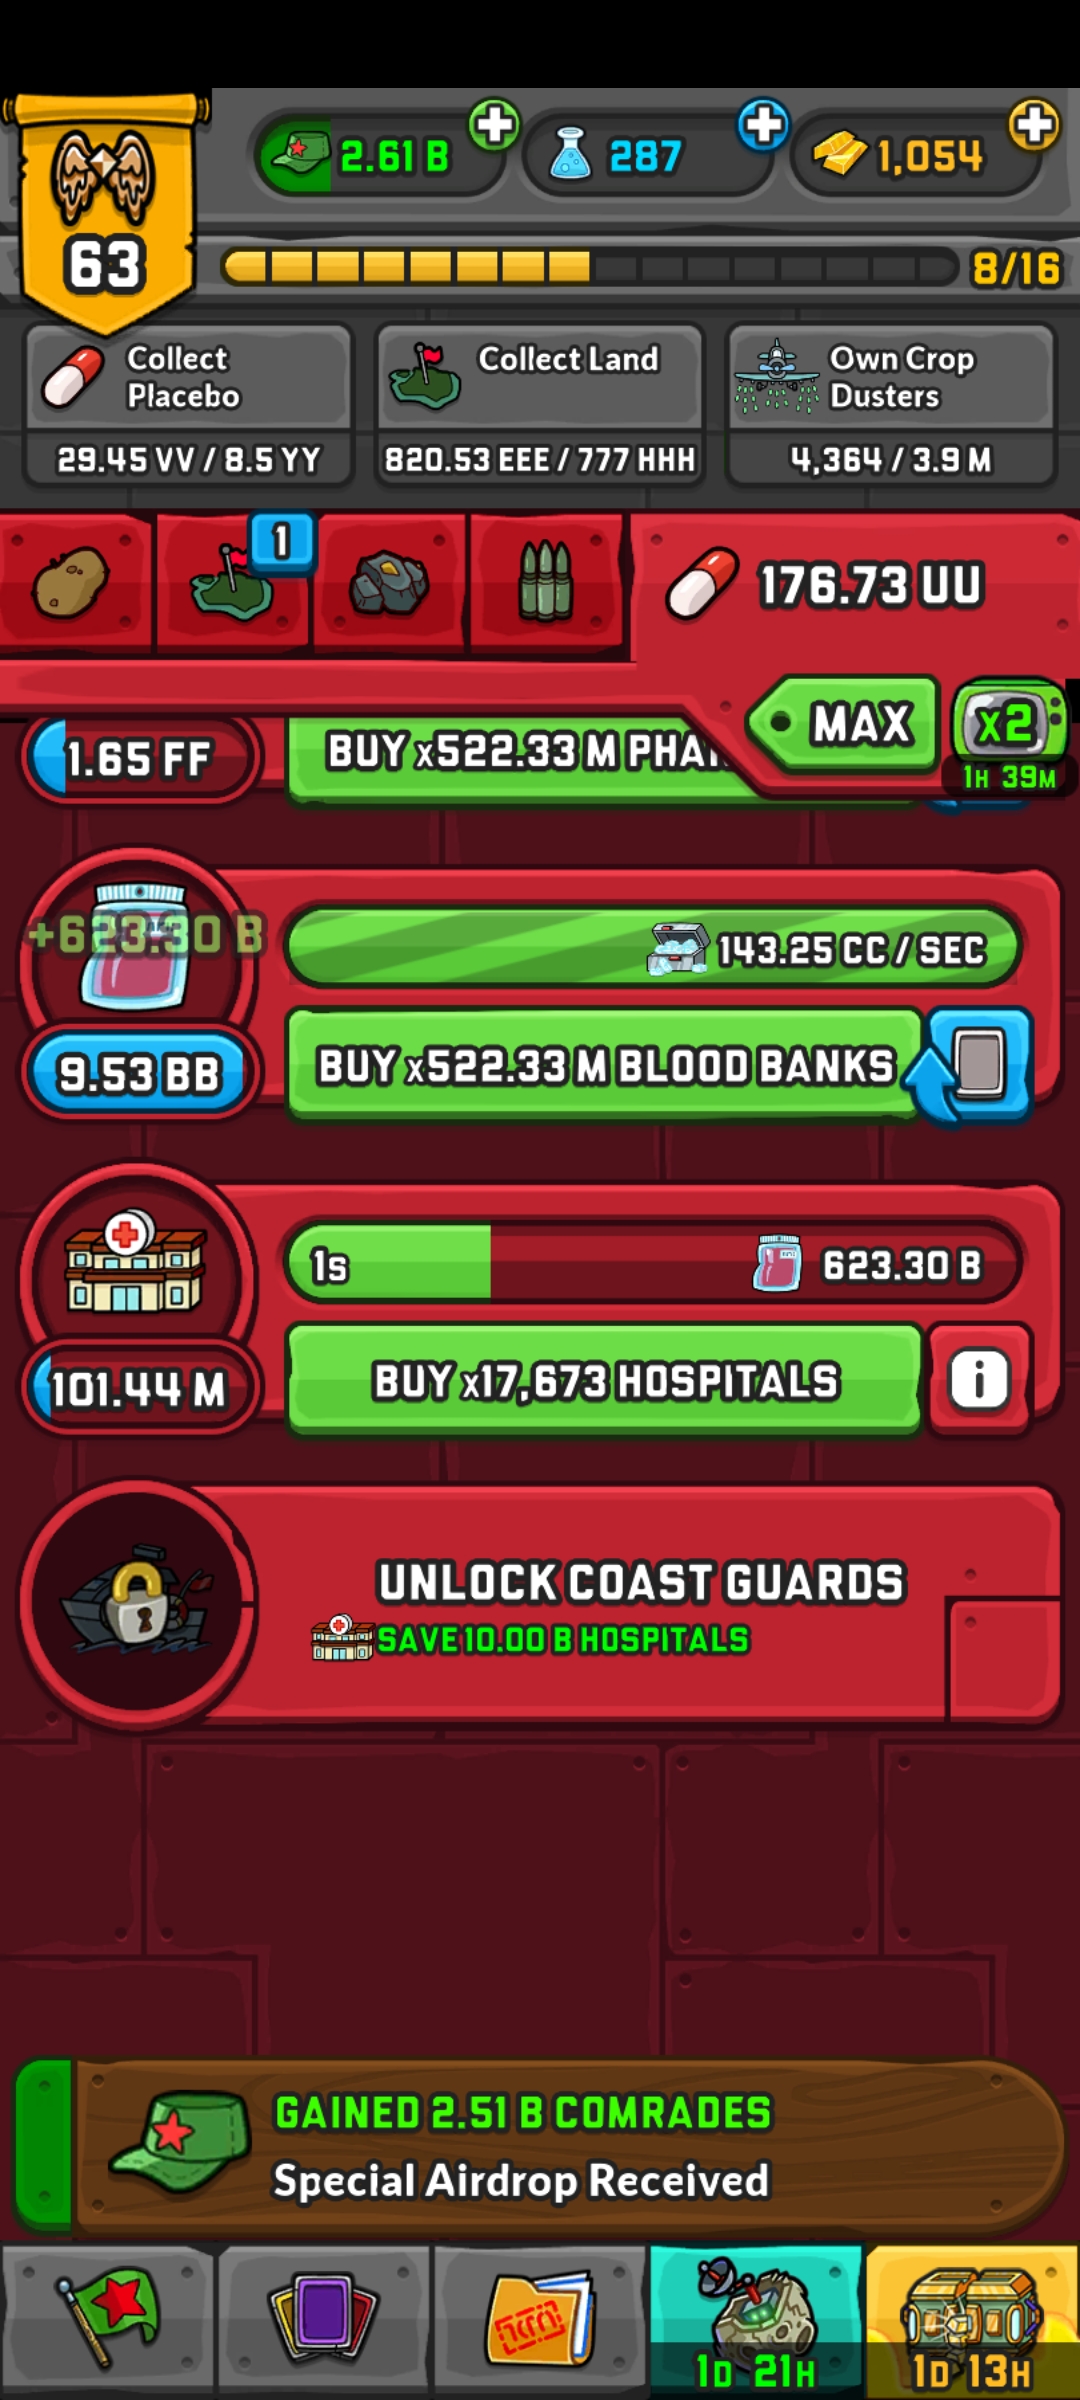 2.61 B
287
1,054
63
8/16
Collect
Placebo
29.45 VV / 8.5 YY
Collect Land
820.53 EEE / 777 HHH
Own Crop
Dusters
4,364 / 3.9 M
1
176.73 UU
MAX
x2
1H 39M
1.65 FF
BUY x522.33 M
+623.30 B
143.25 CC / SEC
9.53 BB
BUY x522.33 M BLOOD BANKS
1s
623.30 B
101.44 M
BUY x17,673 HOSPITALS
i
UNLOCK COAST GUARDS
SAVE 10.00 B HOSPITALS
GAINED 2.51 B COMRADES
Special Airdrop Received
1D 21H
1D 13H